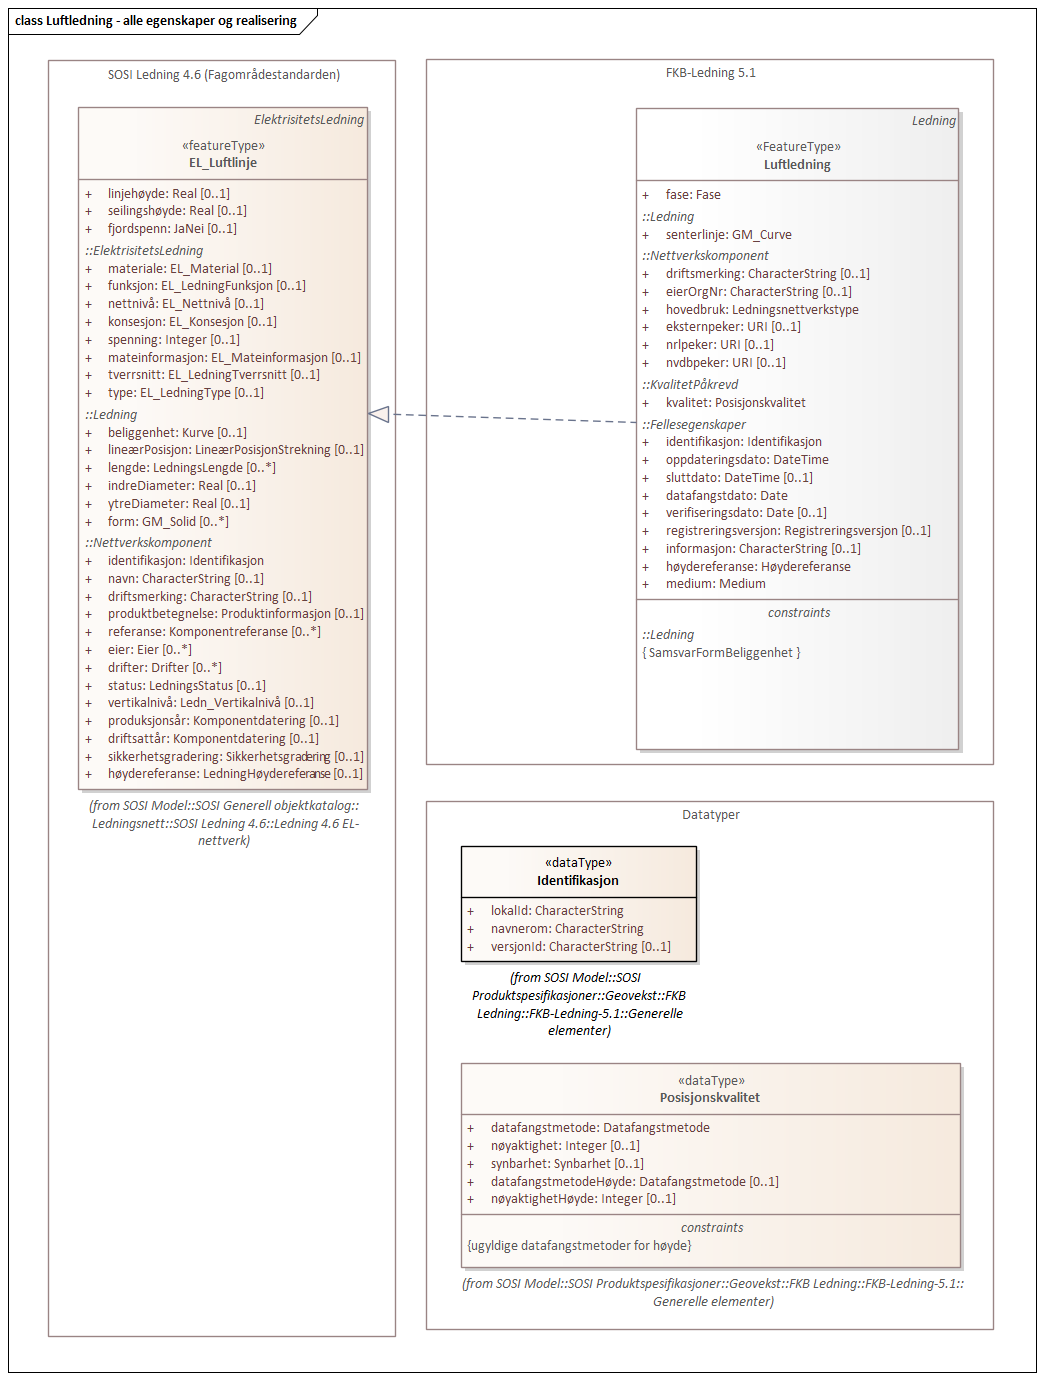 class Luftledning - alle egenskaper og realisering
SOSI Ledning 4.6 (Fagområdestandarden)
ElektrisitetsLedning
«featureType»
EL_Luftlinje
+ linjehøyde: Real [0..1]
+ seilingshøyde: Real [0..1]
+ fjordspenn: JaNei [0..1]
::ElektrisitetsLedning
+ materiale: EL_Material [0..1]
+ funksjon: EL_LedningFunksjon [0..1]
+ nettnivå: EL_Nettnivå [0..1]
+ konsesjon: EL_Konsesjon [0..1]
+ spenning: Integer [0..1]
+ mateinformasjon: EL_Mateinformasjon [0..1]
+ tverrsnitt: EL_LedningTverrsnitt [0..1]
+ type: EL_LedningType [0..1]
::Ledning
+ beliggenhet: Kurve [0..1]
+ lineærPosisjon: LineærPosisjonStrekning [0..1]
+ lengde: LedningsLengde [0..*]
+ indreDiameter: Real [0..1]
+ ytreDiameter: Real [0..1]
+ form: GM_Solid [0..*]
::Nettverkskomponent
+ identifikasjon: Identifikasjon
+ navn: CharacterString [0..1]
+ driftsmerking: CharacterString [0..1]
+ produktbetegnelse: Produktinformasjon [0..1]
+ referanse: Komponentreferanse [0..*]
+ eier: Eier [0..*]
+ drifter: Drifter [0..*]
+ status: LedningsStatus [0..1]
+ vertikalnivå: Ledn_Vertikalnivå [0..1]
+ produksjonsår: Komponentdatering [0..1]
+ driftsattår: Komponentdatering [0..1]
+ sikkerhetsgradering: Sikkerhetsgradering [0..1]
+ høydereferanse: LedningHøydereferanse [0..1]
(from SOSI Model::SOSI Generell objektkatalog::
Ledningsnett::SOSI Ledning 4.6::Ledning 4.6 EL-
nettverk)
FKB-Ledning 5.1
Ledning
«FeatureType»
Luftledning
+ fase: Fase
::Ledning
+ senterlinje: GM_Curve
::Nettverkskomponent
+ driftsmerking: CharacterString [0..1]
+ eierOrgNr: CharacterString [0..1]
+ hovedbruk: Ledningsnettverkstype
+ eksternpeker: URI [0..1]
+ nrlpeker: URI [0..1]
+ nvdbpeker: URI [0..1]
::KvalitetPåkrevd
+ kvalitet: Posisjonskvalitet
::Fellesegenskaper
+ identifikasjon: Identifikasjon
+ oppdateringsdato: DateTime
+ sluttdato: DateTime [0..1]
+ datafangstdato: Date
+ verifiseringsdato: Date [0..1]
+ registreringsversjon: Registreringsversjon [0..1]
+ informasjon: CharacterString [0..1]
+ høydereferanse: Høydereferanse
+ medium: Medium
constraints
::Ledning
{ SamsvarFormBeliggenhet }
Datatyper
«dataType»
Identifikasjon
+ lokalId: CharacterString
+ navnerom: CharacterString
+ versjonId: CharacterString [0..1]
(from SOSI Model::SOSI
Produktspesifikasjoner::Geovekst::FKB
Ledning::FKB-Ledning-5.1::Generelle
elementer)
«dataType»
Posisjonskvalitet
+ datafangstmetode: Datafangstmetode
+ nøyaktighet: Integer [0..1]
+ synbarhet: Synbarhet [0..1]
+ datafangstmetodeHøyde: Datafangstmetode [0..1]
+ nøyaktighetHøyde: Integer [0..1]
constraints
{ugyldige datafangstmetoder for høyde}
(from SOSI Model::SOSI Produktspesifikasjoner::Geovekst::FKB Ledning::FKB-Ledning-5.1::
Generelle elementer)